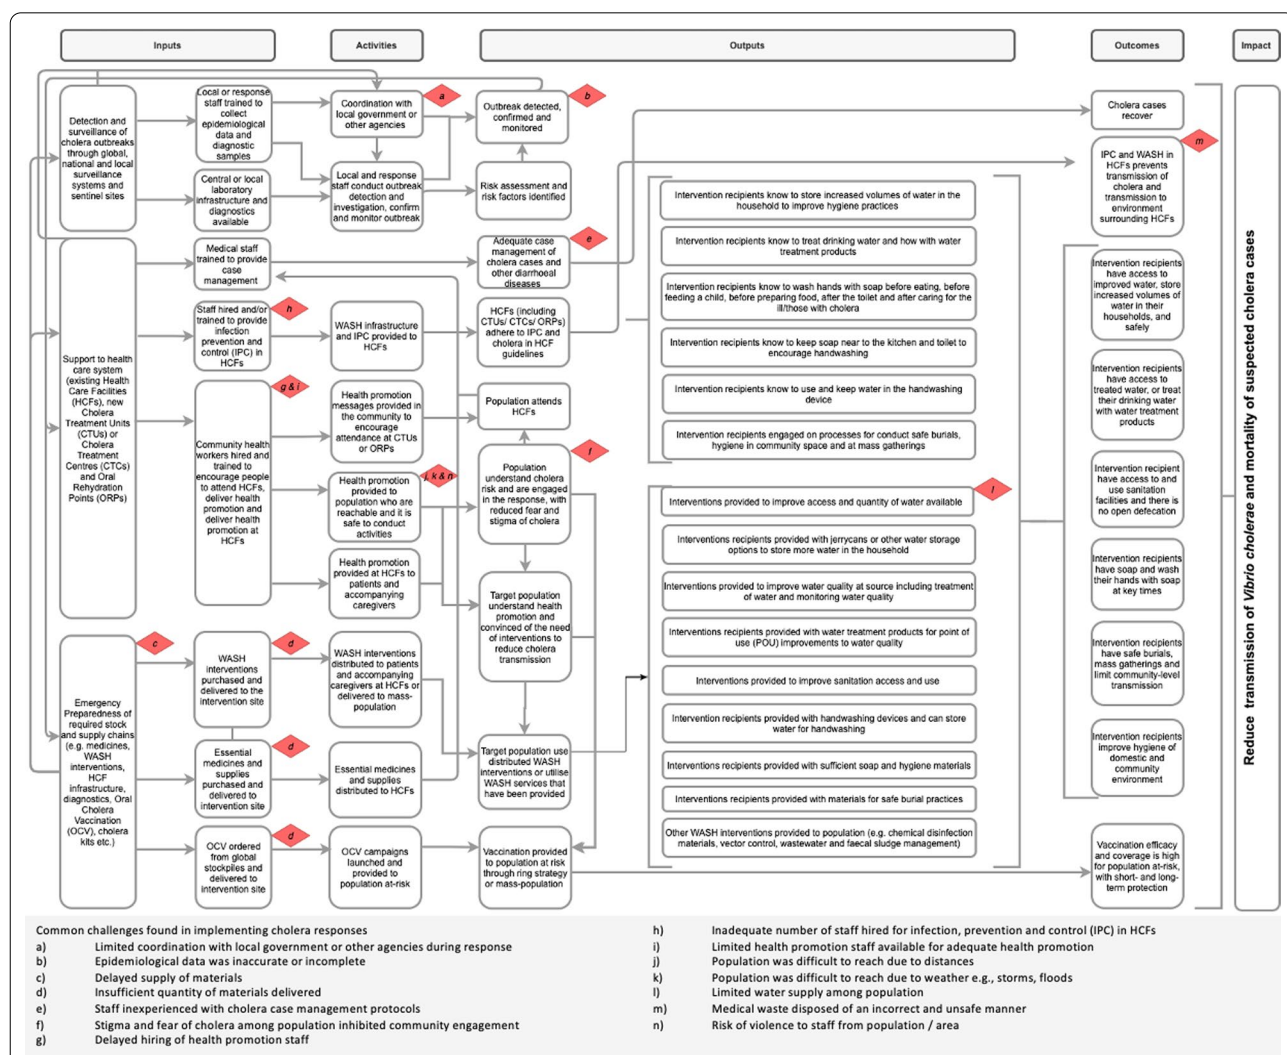 Inputs
Activities
Outputs
Outcomes
Impact
Detection and
surveillance of
cholera outbreaks
through global,
national and local
surveillance
systems and
sentinel sites
Local or response
staff trained to
collect
epidemiological
data and
diagnostic
samples
Central or local
laboratory
infrastructure and
diagnostics
available
Coordination with
local government or
other agencies
a
Local and response
staff conduct outbreak
detection and
investigation, confirm
and monitor outbreak
Outbreak detected,
confirmed and
monitored
b
Risk assessment and
risk factors identified
Support to health
care system
(existing Health
Care Facilities
(HCFs), new
Cholera
Treatment Units
(CTUs) or
Cholera
Treatment
Centres (CTCs)
and Oral
Rehydration
Points (ORPs)
Medical staff
trained to provide
case
management
Adequate case
management of
cholera cases and
other diarrhoeal
diseases
e
Staff hired and/or
trained to provide
infection
prevention and
control (IPC) in
HCFs
h
WASH infrastructure
and IPC provided to
HCFs
HCFs (including
CTUs/ CTCs/ ORPs)
adhere to IPC and
cholera in HCF
guidelines
Community health
workers hired and
trained to
encourage people
to attend HCFs,
deliver health
promotion and
deliver health
promotion at
HCFs
g & i
Health promotion
messages provided in
the community to
encourage
attendance at CTUs
or ORPs
Population attends
HCFs
Health promotion
provided to
population who are
reachable and it is
safe to conduct
activities
j, k & n
Population
understand cholera
risk and are engaged
in the response, with
reduced fear and
stigma of cholera
f
Health promotion
provided at HCFs to
patients and
accompanying
caregivers
Target population
understand health
promotion and
convinced of the need
of interventions to
reduce cholera
transmission
Emergency
Preparedness of
required stock
and supply chains
(e.g. medicines,
WASH
interventions,
HCF
infrastructure,
diagnostics, Oral
Cholera
Vaccination
(OCV), cholera
kits etc.)
c
WASH
interventions
purchased and
delivered to the
intervention site
d
WASH interventions
distributed to patients
and accompanying
caregivers at HCFs or
delivered to mass-
population
Essential
medicines and
supplies
purchased and
delivered to
intervention site
d
Essential medicines
and supplies
distributed to HCFs
Target population use
distributed WASH
interventions or utilise
WASH services that
have been provided
OCV ordered
from global
stockpiles and
delivered to
intervention site
d
OCV campaigns
launched and
provided to
population at-risk
Vaccination provided
to population at risk
through ring strategy
or mass-population
Intervention recipients know to store increased volumes of water in the
household to improve hygiene practices
Intervention recipients know to treat drinking water and how with water
treatment products
Intervention recipients know to wash hands with soap before eating, before
feeding a child, before preparing food, after the toilet and after caring for the
ill/those with cholera
Intervention recipients know to keep soap near to the kitchen and toilet to
encourage handwashing
Intervention recipients know to use and keep water in the handwashing
device
Intervention recipients engaged on processes for conduct safe burials,
hygiene in community space and at mass gatherings
Interventions provided to improve access and quantity of water available
l
Interventions recipients provided with jerrycans or other water storage
options to store more water in the household
Interventions provided to improve water quality at source including treatment
of water and monitoring water quality
Interventions recipients provided with water treatment products for point of
use (POU) improvements to water quality
Interventions provided to improve sanitation access and use
Intervention recipients provided with handwashing devices and can store
water for handwashing
Interventions recipients provided with sufficient soap and hygiene materials
Interventions recipients provided with materials for safe burial practices
Other WASH interventions provided to population (e.g. chemical disinfection
materials, vector control, wastewater and faecal sludge management)
Cholera cases
recover
m
IPC and WASH in
HCFs prevents
transmission of
cholera and
transmission to
environment
surrounding HCFs
Intervention recipients
have access to
improved water, store
increased volumes of
water in their
households, and
safely
Intervention recipients
have access to
treated water, or treat
their drinking water
with water treatment
products
Intervention recipient
have access to and
use sanitation
facilities and there is
no open defecation
Intervention recipients
have soap and wash
their hands with soap
at key times
Intervention recipients
have safe burials,
mass gatherings and
limit community-level
transmission
Intervention recipients
improve hygiene of
domestic and
community
environment
Vaccination efficacy
and coverage is high
for population at-risk,
with short- and long-
term protection
Reduce transmission of Vibrio cholerae and mortality of suspected cholera cases
Common challenges found in implementing cholera responses
a) Limited coordination with local government or other agencies during response
b) Epidemiological data was inaccurate or incomplete
c) Delayed supply of materials
d) Insufficient quantity of materials delivered
e) Staff inexperienced with cholera case management protocols
f) Stigma and fear of cholera among population inhibited community engagement
g) Delayed hiring of health promotion staff
h) Inadequate number of staff hired for infection, prevention and control (IPC) in HCFs
i) Limited health promotion staff available for adequate health promotion
j) Population was difficult to reach due to distances
k) Population was difficult to reach due to weather e.g., storms, floods
l) Limited water supply among population
m) Medical waste disposed of an incorrect and unsafe manner
n) Risk of violence to staff from population / area